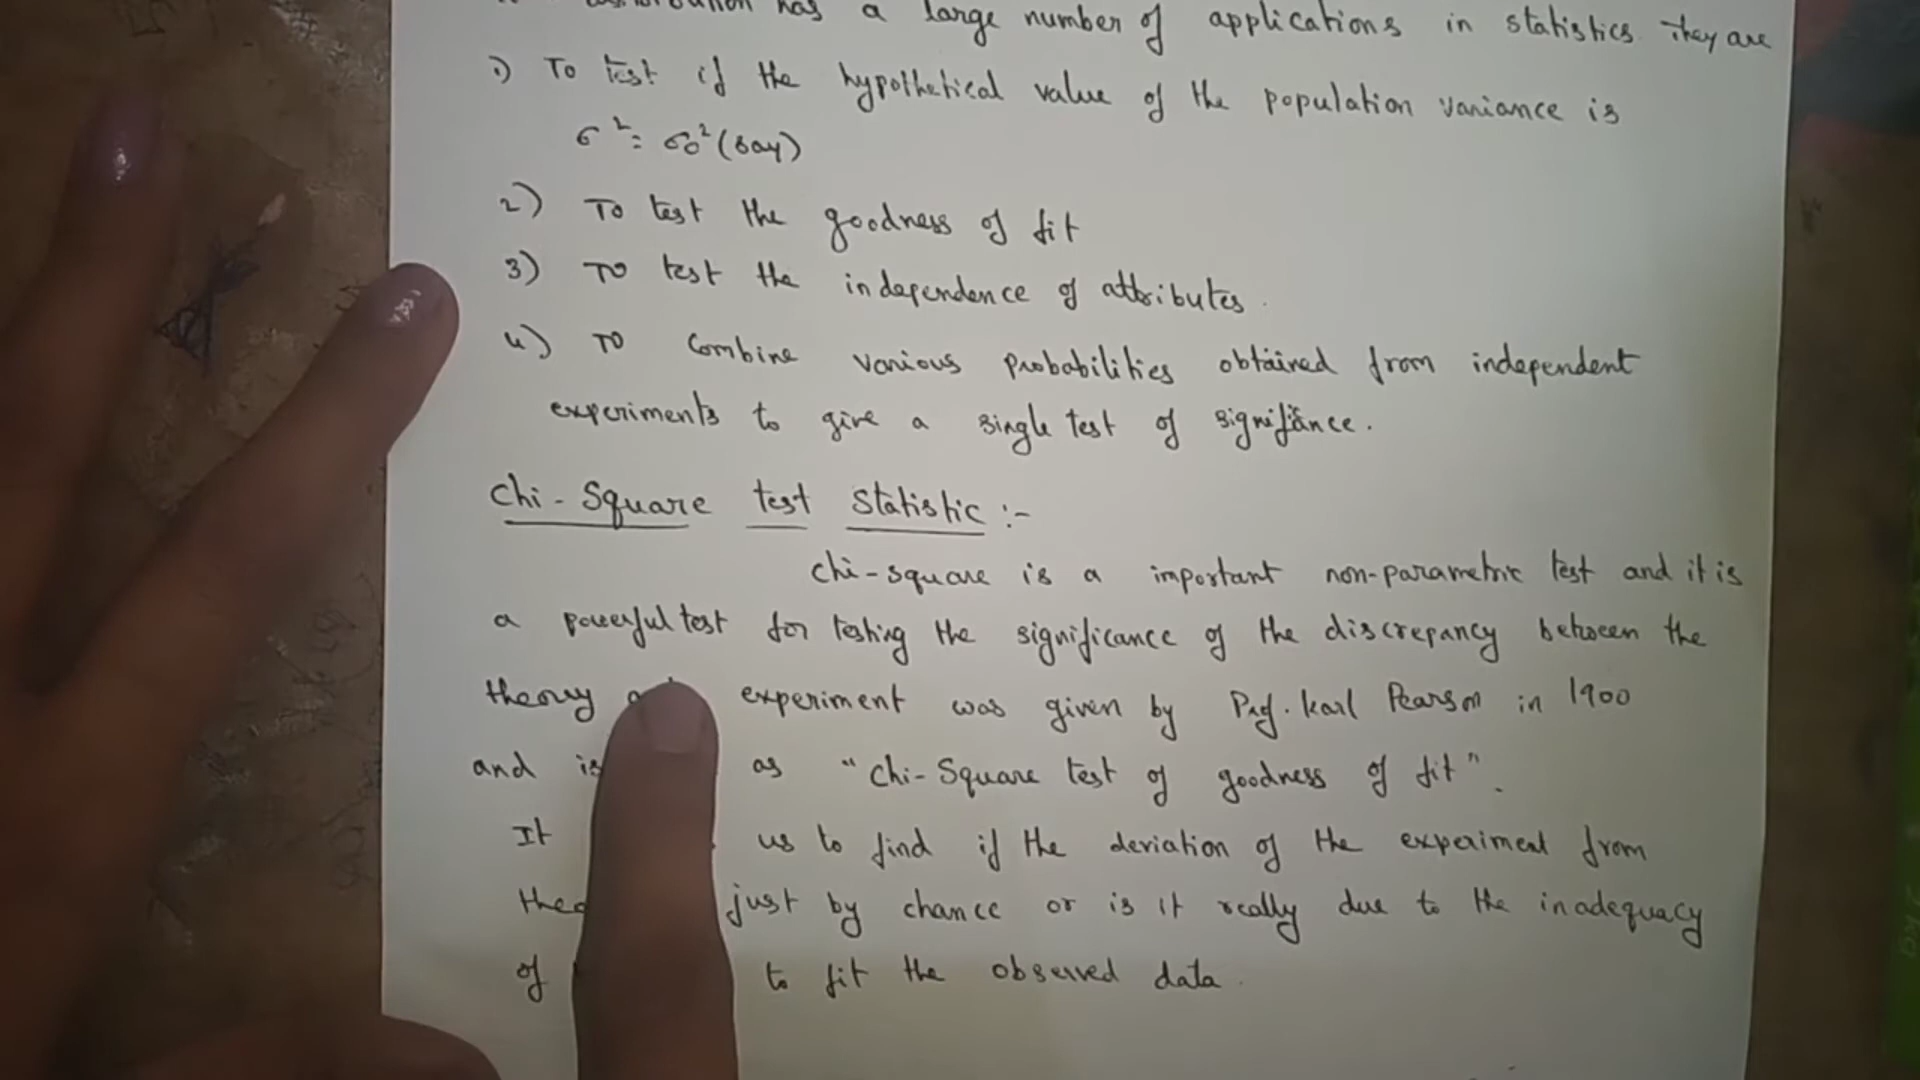 has a large number of applications in statistics. They are
1) To test if the hypothetical value of the population variance is
σ²= σ0²(say)
2) To test the goodness of fit
3) To test the independence of attributes.
4) To combine various probabilities obtained from independent
experiments to give a single test of signifiance.
Chi-Square test statistic :-
Chi-square is a important non-parametric test and it is
a powerful test for testing the significance of the discrepancy between the
theory experiment was given by Prof. Karl Pearson in 1900
and is as "Chi-Square test of goodness of fit".
It us to find if the deviation of the experiment from
just by chance or is it really due to the inadequacy
of to fit the observed data.